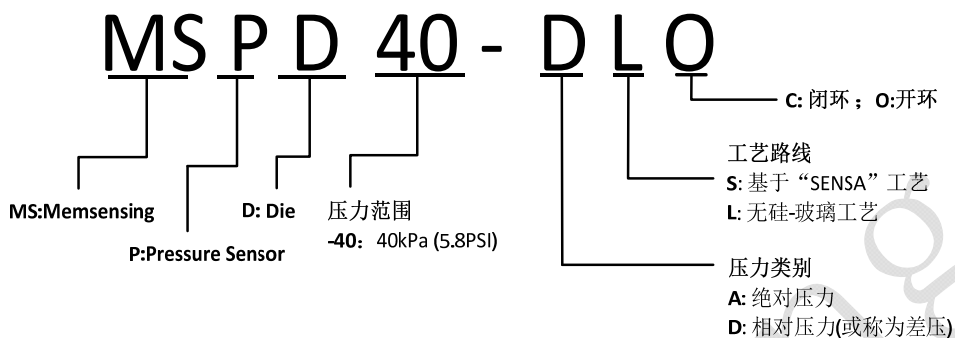 MSPD40-DLO
C: 闭环；O:开环
工艺路线
S: 基于“SENSA”工艺
L: 无硅-玻璃工艺
MS:Memsensing
D: Die
压力范围
-40：40kPa (5.8PSI)
P:Pressure Sensor
压力类别
A: 绝对压力
D: 相对压力(或称为差压)